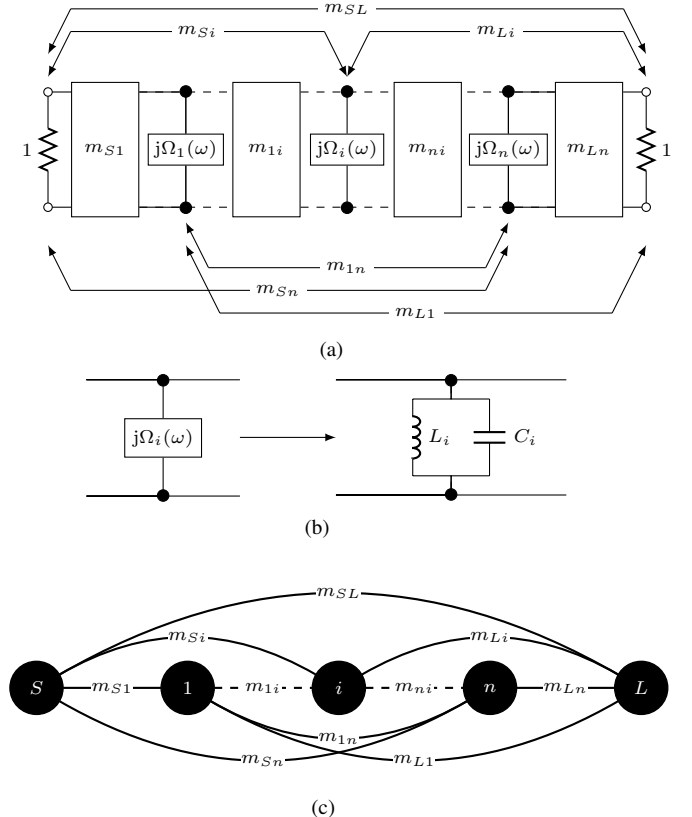 m_{SL}
m_{Si} m_{Li}
1 m_{S1} jΩ_1(ω) m_{1i} jΩ_i(ω) m_{ni} jΩ_n(ω) m_{Ln} 1
m_{1n}
m_{Sn}
m_{L1}
(a)
jΩ_i(ω) L_i C_i
(b)
m_{SL}
m_{Si} m_{Li}
S m_{S1} 1 m_{1i} i m_{ni} n m_{Ln} L
m_{1n}
m_{Sn} m_{L1}
(c)